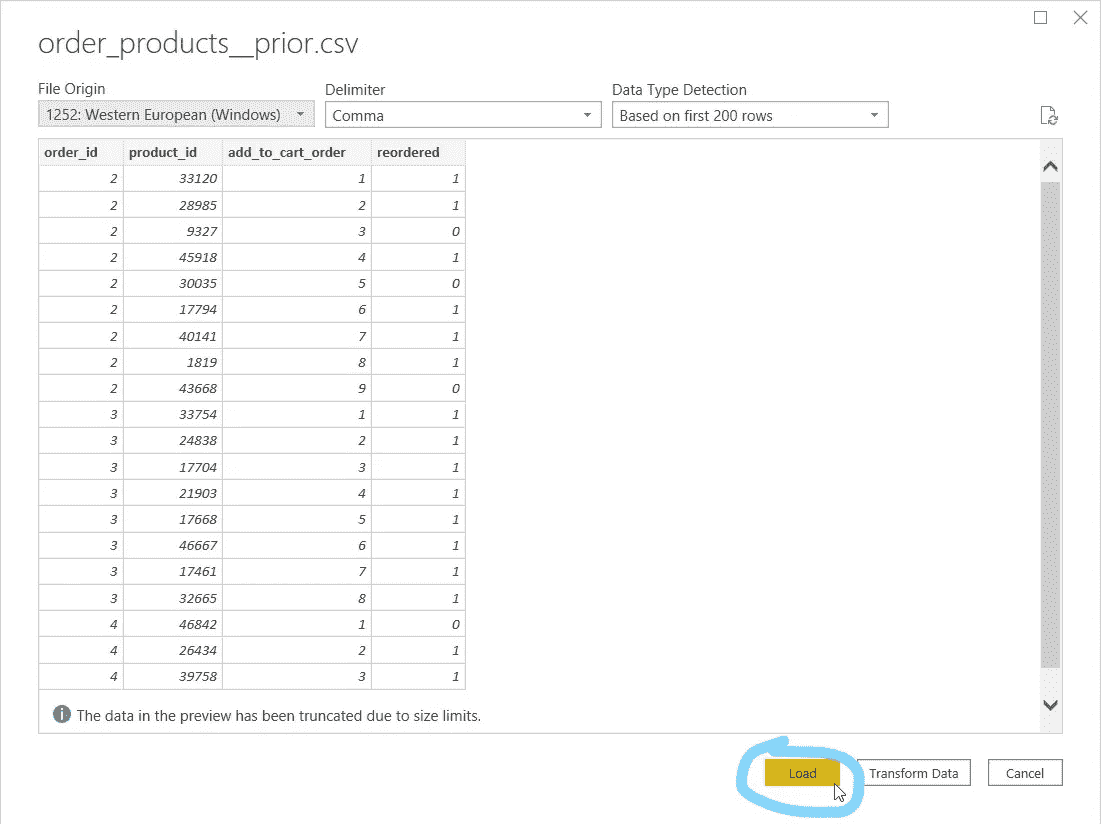 order_products__prior.csv
File Origin Delimiter Data Type Detection
1252: Western European (Windows) Comma Based on first 200 rows
order_id product_id add_to_cart_order reordered
2 33120 1 1
2 28985 2 1
2 9327 3 0
2 45918 4 1
2 30035 5 0
2 17794 6 1
2 40141 7 1
2 1819 8 1
2 43668 9 0
3 33754 1 1
3 24838 2 1
3 17704 3 1
3 21903 4 1
3 17668 5 1
3 46667 6 1
3 17461 7 1
3 32665 8 1
4 46842 1 0
4 26434 2 1
4 39758 3 1
The data in the preview has been truncated due to size limits.
Load Transform Data Cancel